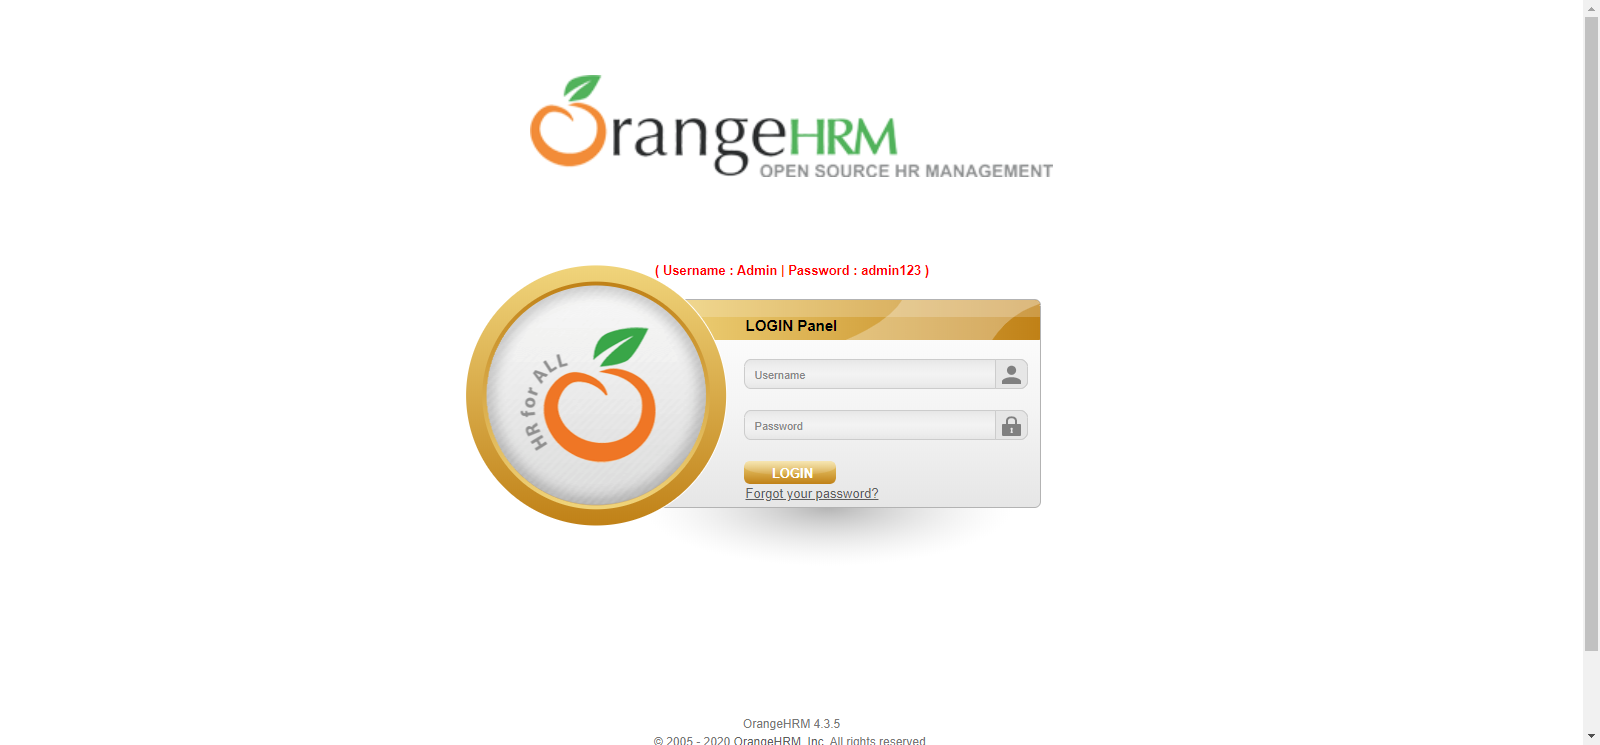 OrangeHRM
OPEN SOURCE HR MANAGEMENT
( Username : Admin | Password : admin123 )
HR for ALL
LOGIN Panel
Username
Password
LOGIN
Forgot your password?
OrangeHRM 4.3.5
© 2005 - 2020 OrangeHRM, Inc. All rights reserved.